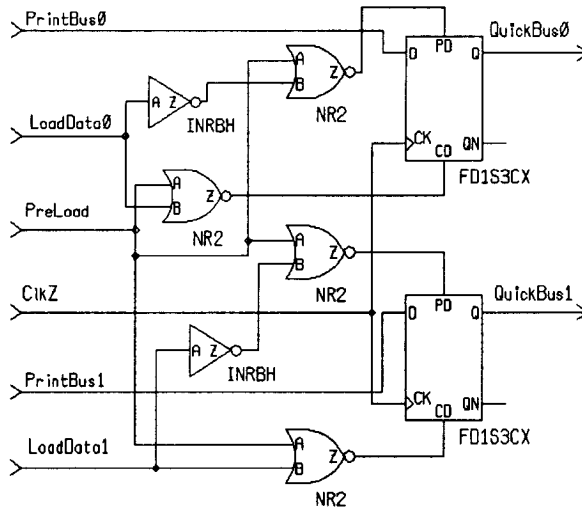 PrintBus0
QuickBus0
PD
A
Z
D
Q
A
Z
B
INRBH
NR2
LoadData0
CK
QN
CD
A
Z
B
FD1S3CX
PreLoad
NR2
A
Z
B
ClkZ
NR2
PD
QuickBus1
D
Q
A
Z
PrintBus1
INRBH
CK
QN
CD
LoadData1
A
Z
B
FD1S3CX
NR2